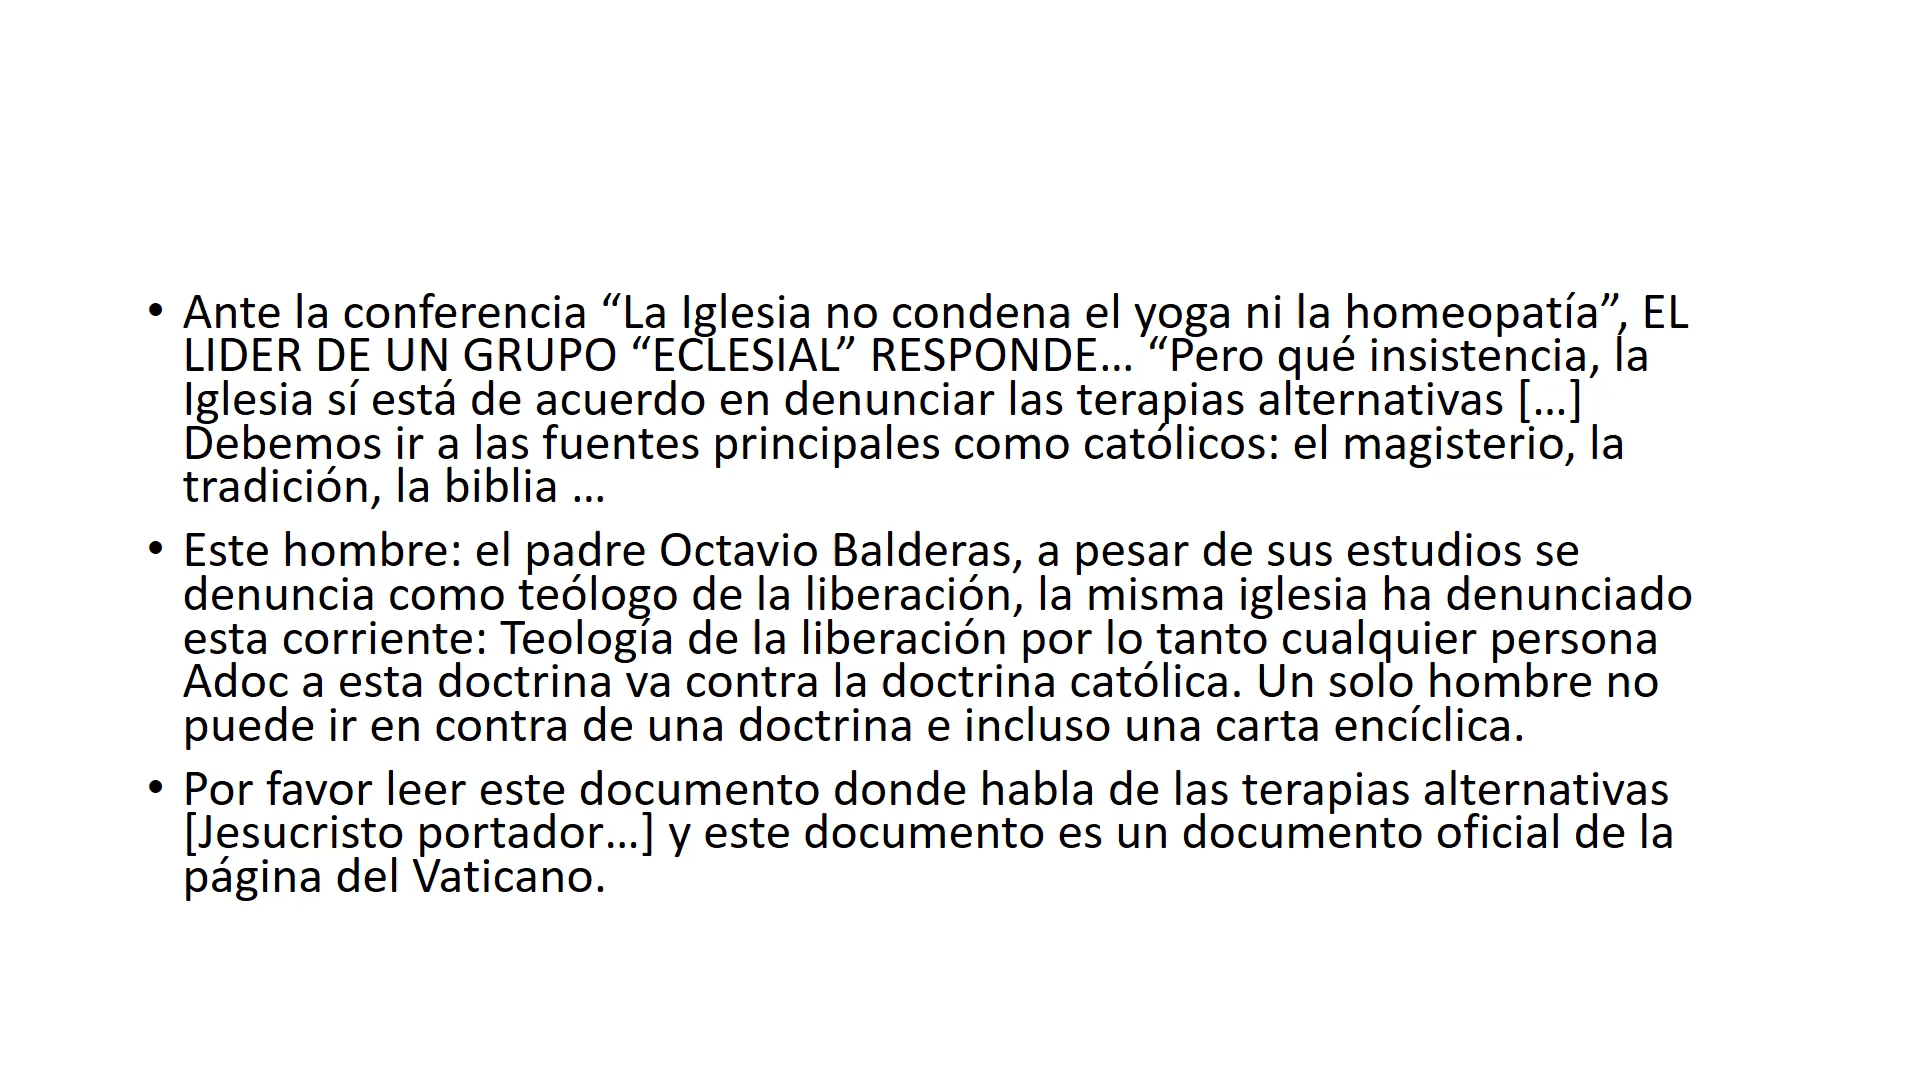 • Ante la conferencia “La Iglesia no condena el yoga ni la homeopatía”, EL
LIDER DE UN GRUPO “ECLESIAL” RESPONDE… “Pero qué insistencia, la
Iglesia sí está de acuerdo en denunciar las terapias alternativas […]
Debemos ir a las fuentes principales como católicos: el magisterio, la
tradición, la biblia …
• Este hombre: el padre Octavio Balderas, a pesar de sus estudios se
denuncia como teólogo de la liberación, la misma iglesia ha denunciado
esta corriente: Teología de la liberación por lo tanto cualquier persona
Adoc a esta doctrina va contra la doctrina católica. Un solo hombre no
puede ir en contra de una doctrina e incluso una carta encíclica.
• Por favor leer este documento donde habla de las terapias alternativas
[Jesucristo portador…] y este documento es un documento oficial de la
página del Vaticano.